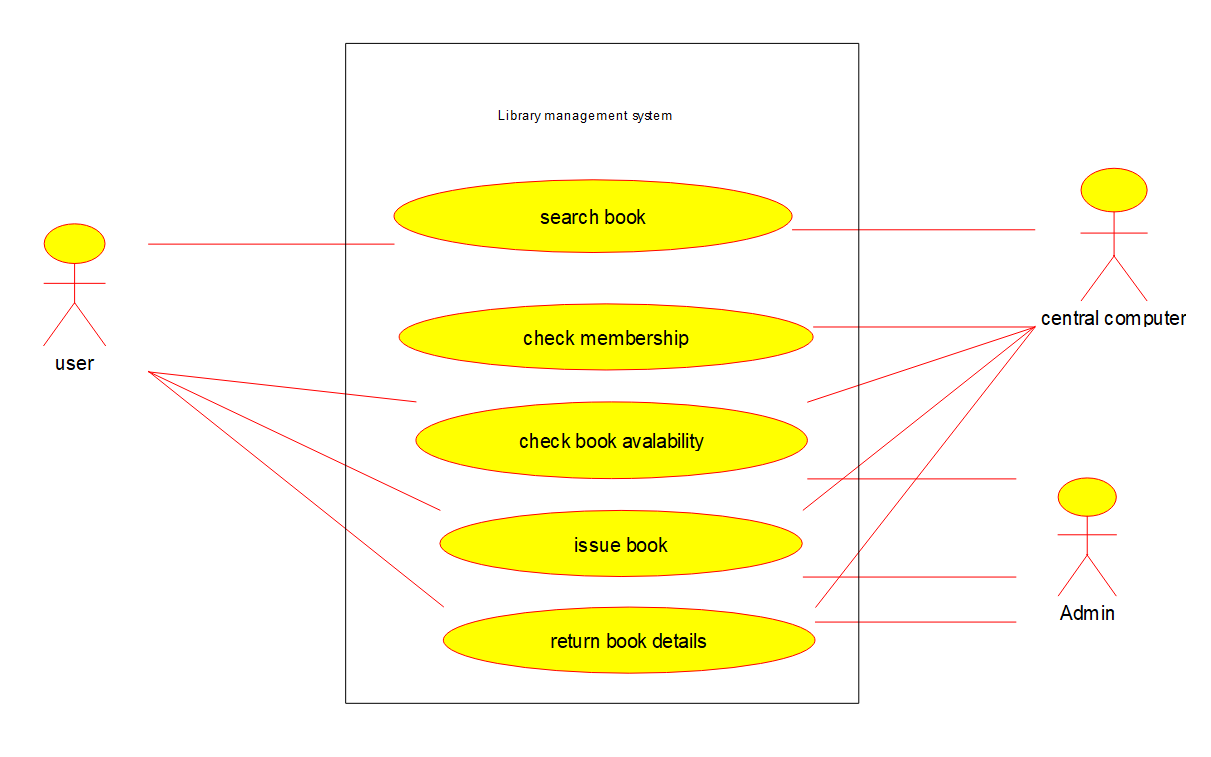 Library management system
search book
user
central computer
check membership
check book avalability
issue book
Admin
return book details